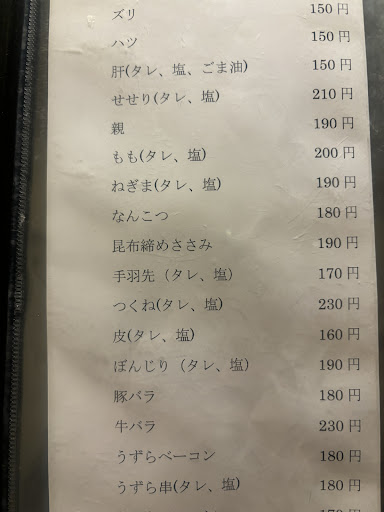 ズリ 150円
ハツ 150円
肝(タレ、塩、ごま油) 150円
せせり(タレ、塩) 210円
親 190円
もも(タレ、塩) 200円
ねぎま(タレ、塩) 190円
なんこつ 180円
昆布締めささみ 190円
手羽先（タレ、塩） 170円
つくね(タレ、塩) 230円
皮(タレ、塩) 160円
ぼんじり（タレ、塩） 190円
豚バラ 180円
牛バラ 230円
うずらベーコン 180円
うずら串(タレ、塩) 180円